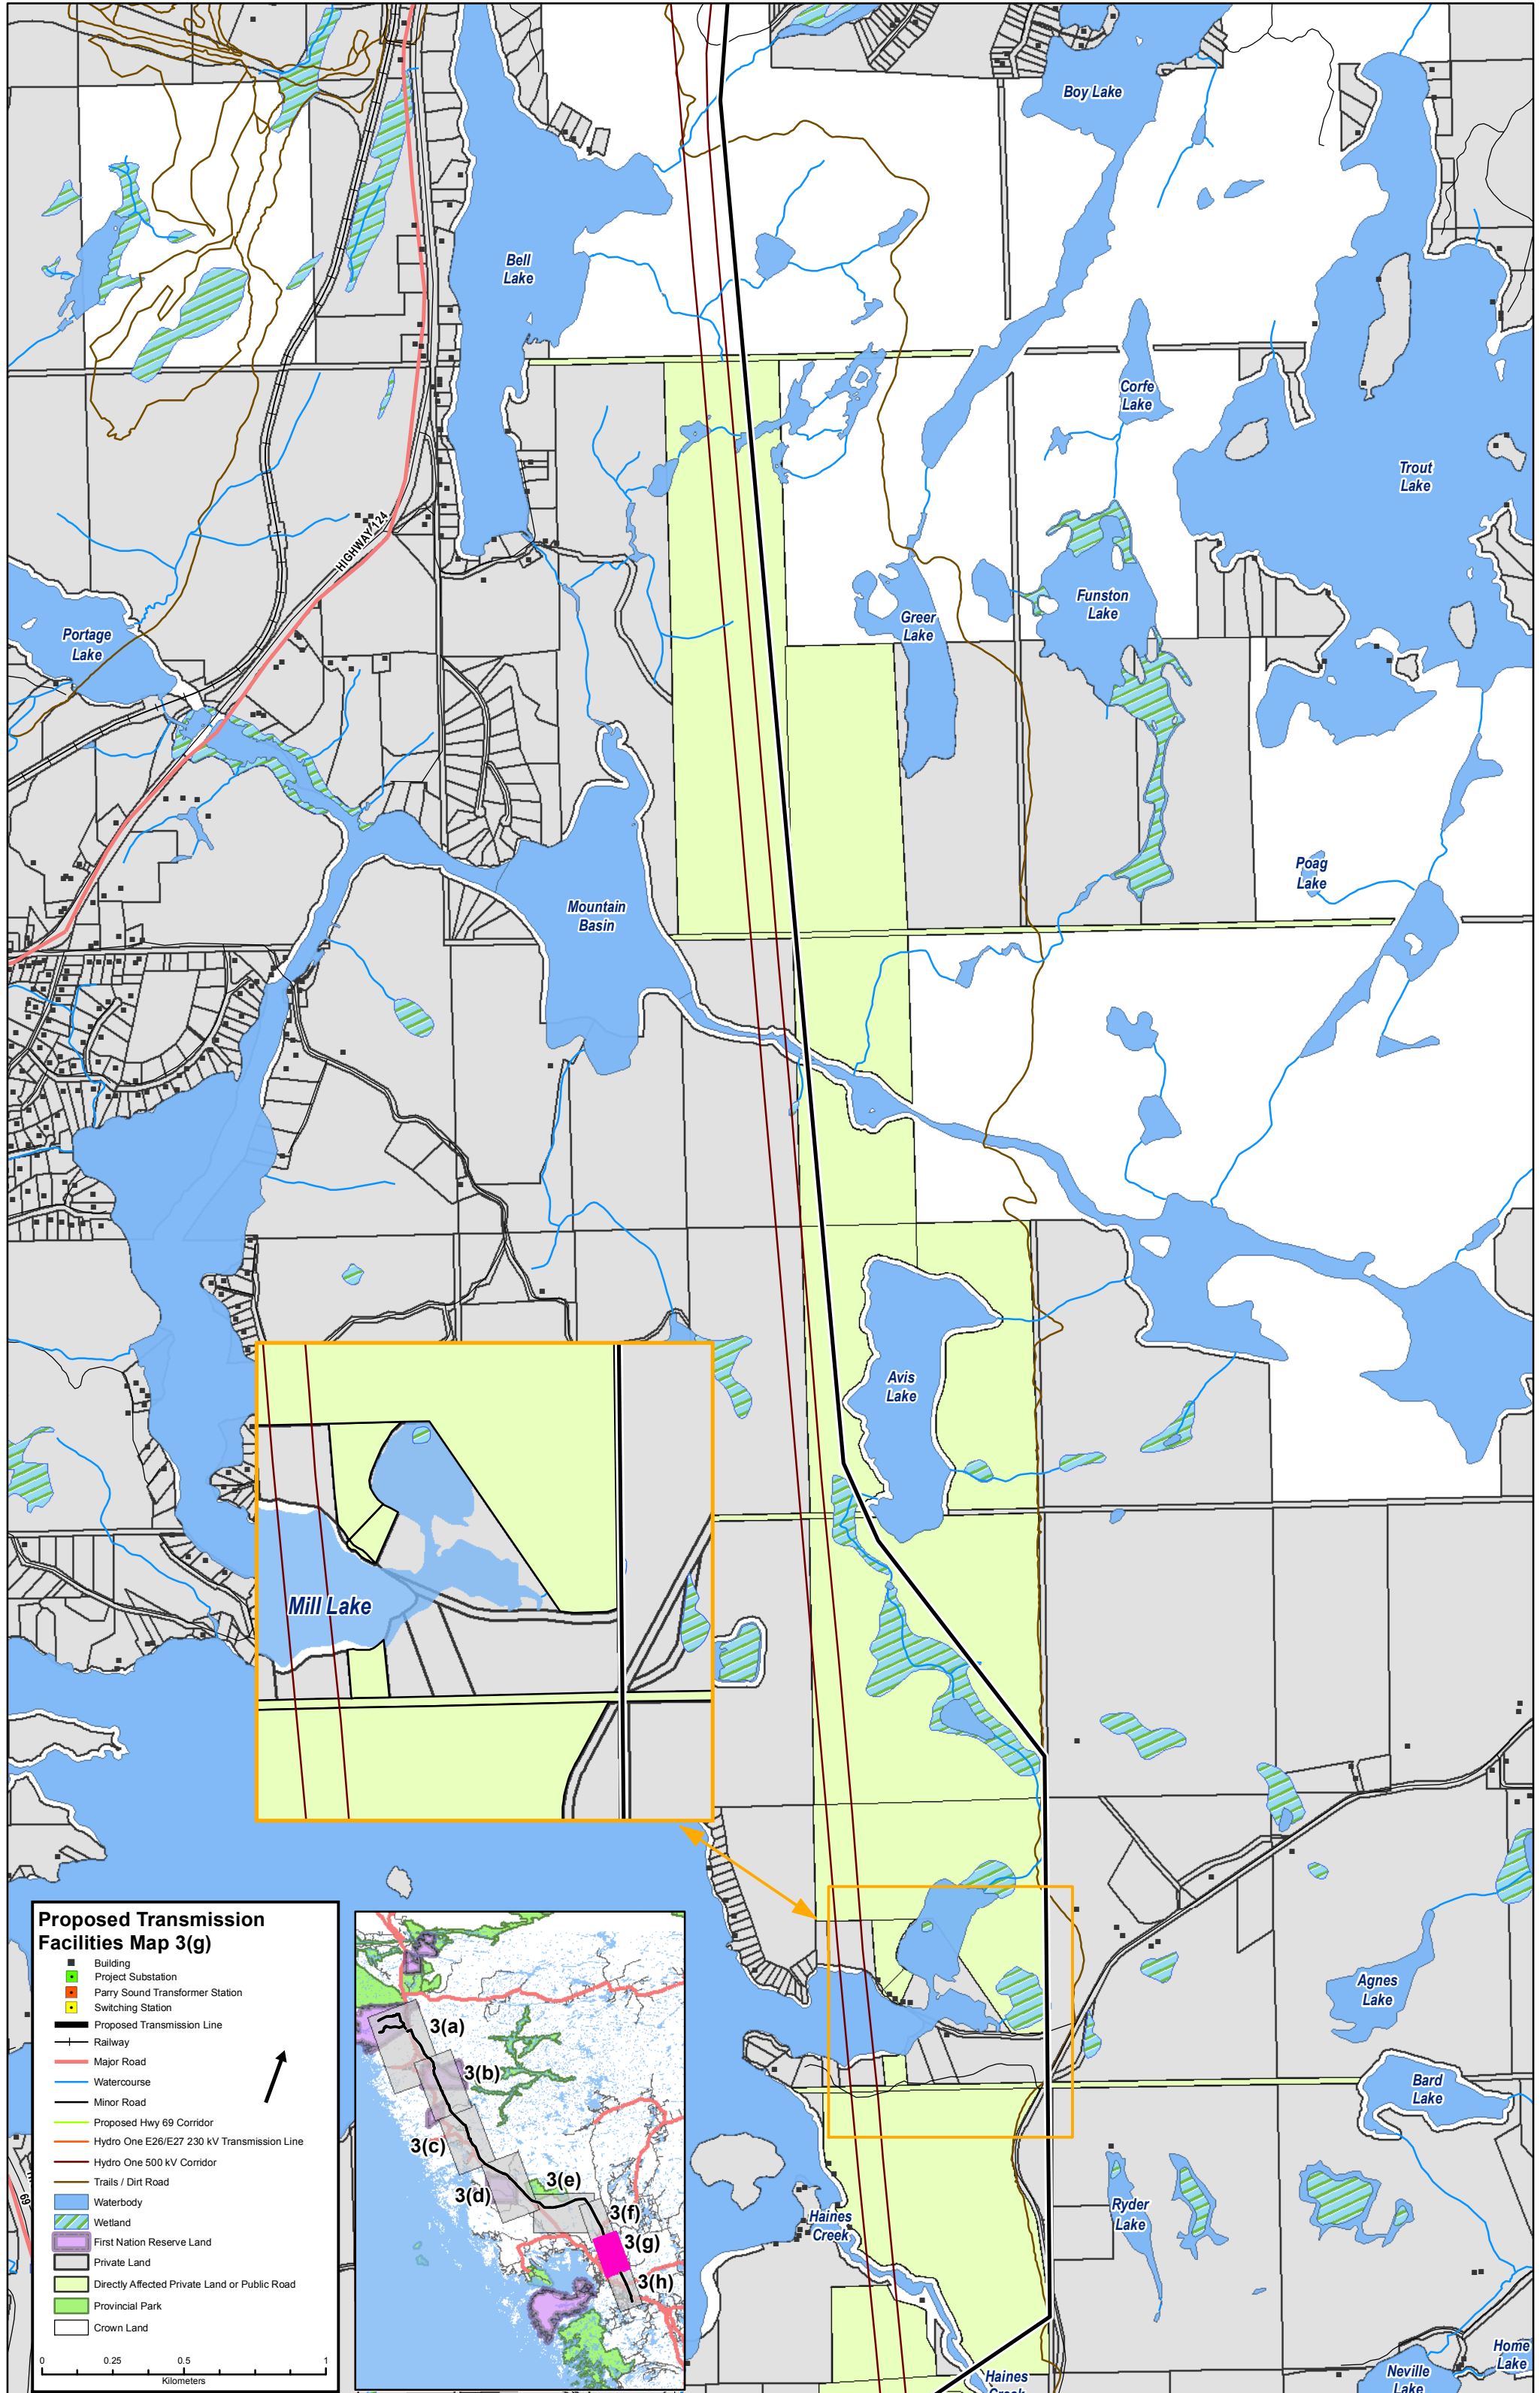 Boy Lake
Bell
Lake
Corfe
Lake
Trout
Lake
HIGHWAY 124
Portage
Lake
Greer
Lake
Funston
Lake
Poag
Lake
Mountain
Basin
Avis
Lake
Mill Lake
Agnes
Lake
Bard
Lake
Ryder
Lake
Haines
Creek
Haines
Creek
Neville
Lake
Home
Lake
69
Proposed Transmission
Facilities Map 3(g)
Building
Project Substation
Parry Sound Transformer Station
Switching Station
Proposed Transmission Line
Railway
Major Road
Watercourse
Minor Road
Proposed Hwy 69 Corridor
Hydro One E26/E27 230 kV Transmission Line
Hydro One 500 kV Corridor
Trails / Dirt Road
Waterbody
Wetland
First Nation Reserve Land
Private Land
Directly Affected Private Land or Public Road
Provincial Park
Crown Land
0 0.25 0.5 1
Kilometers
3(a)
3(b)
3(c)
3(d)
3(e)
3(f)
3(g)
3(h)